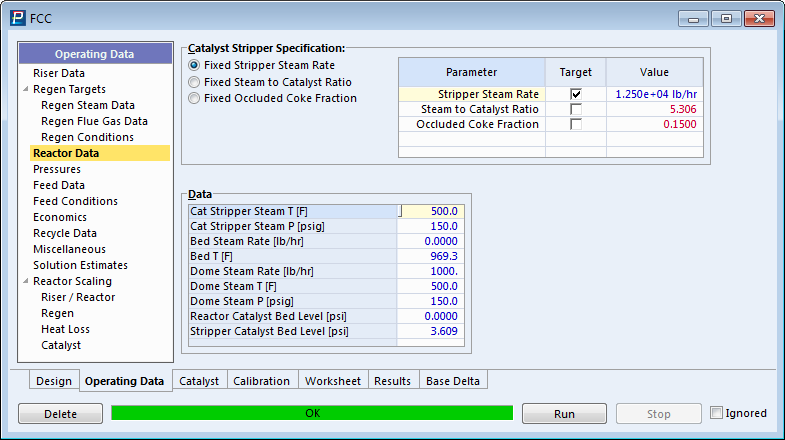 FCC
Operating Data
Riser Data
Regen Targets
Regen Steam Data
Regen Flue Gas Data
Regen Conditions
Reactor Data
Pressures
Feed Data
Feed Conditions
Economics
Recycle Data
Miscellaneous
Solution Estimates
Reactor Scaling
Riser / Reactor
Regen
Heat Loss
Catalyst
Catalyst Stripper Specification:
Fixed Stripper Steam Rate
Fixed Steam to Catalyst Ratio
Fixed Occluded Coke Fraction
Parameter Target Value
Stripper Steam Rate 1.250e+04 lb/hr
Steam to Catalyst Ratio 5.306
Occluded Coke Fraction 0.1500
Data
Cat Stripper Steam T [F] 500.0
Cat Stripper Steam P [psig] 150.0
Bed Steam Rate [lb/hr] 0.0000
Bed T [F] 969.3
Dome Steam Rate [lb/hr] 1000.
Dome Steam T [F] 500.0
Dome Steam P [psig] 150.0
Reactor Catalyst Bed Level [psi] 0.0000
Stripper Catalyst Bed Level [psi] 3.609
Design Operating Data Catalyst Calibration Worksheet Results Base Delta
Delete OK Run Stop Ignored